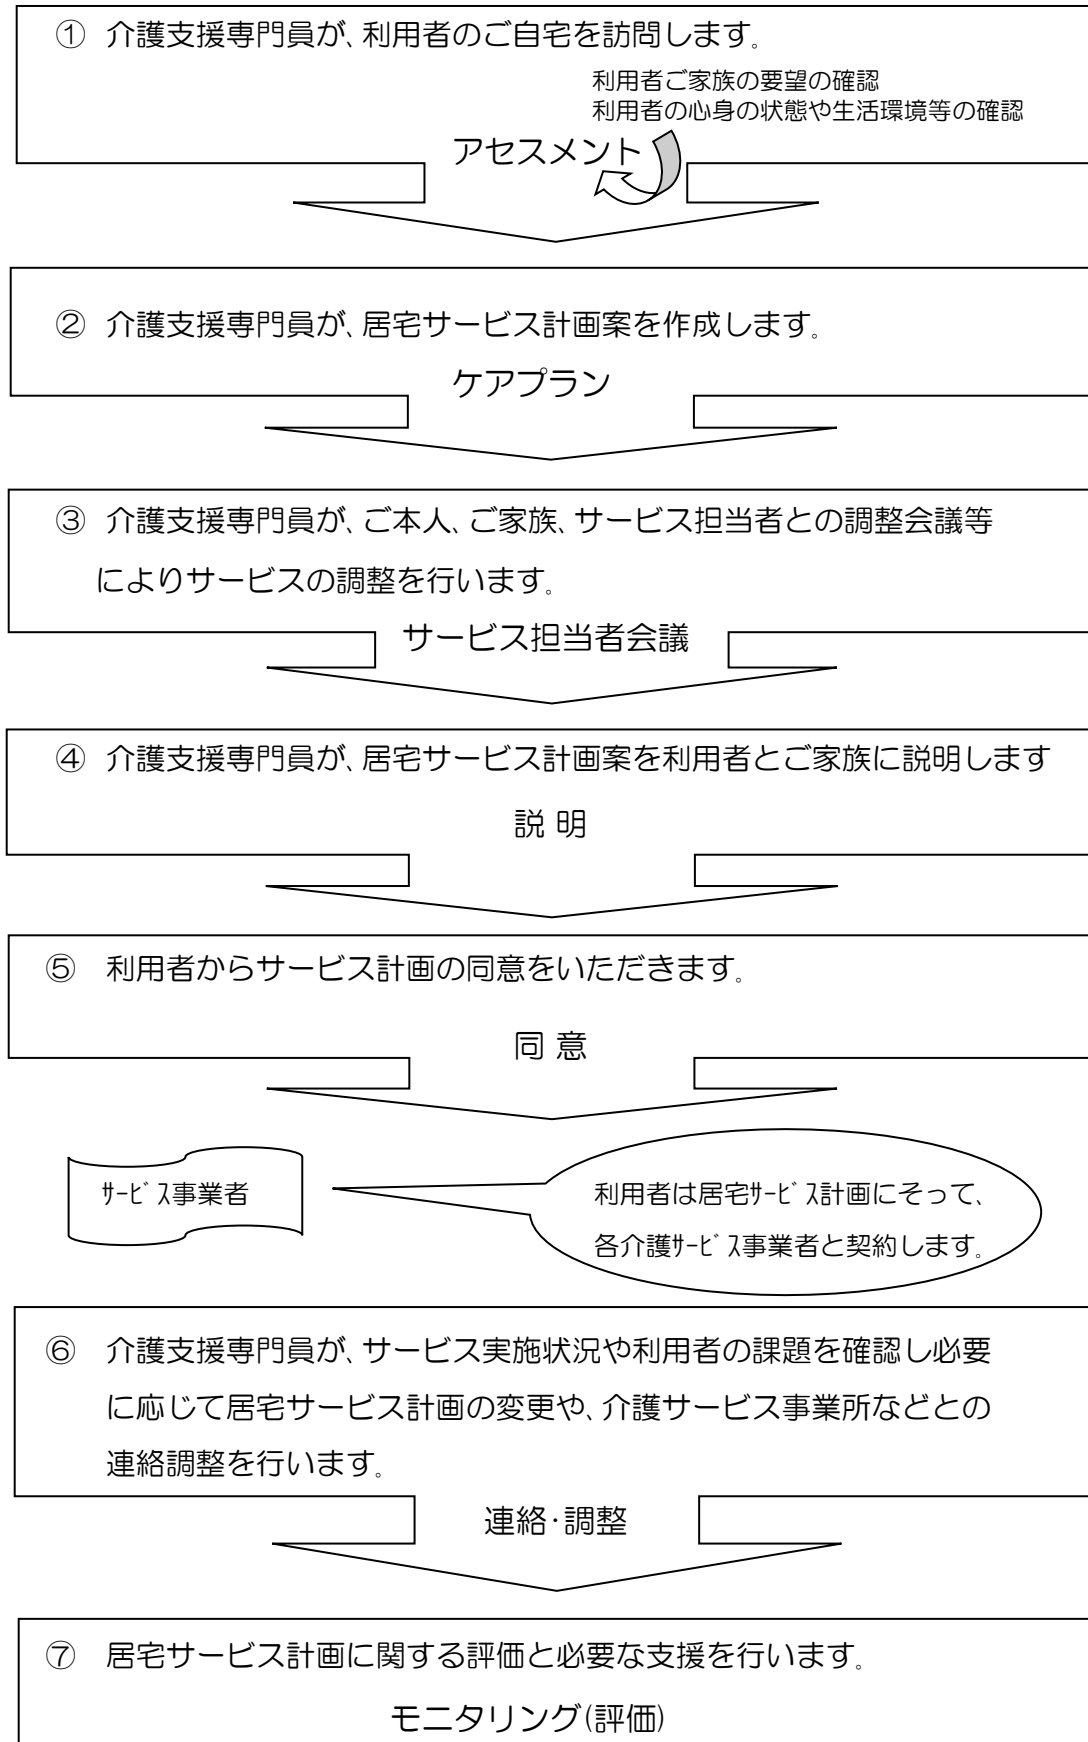 ① 介護支援専門員が、利用者のご自宅を訪問します。
利用者ご家族の要望の確認
利用者の心身の状態や生活環境等の確認
アセスメント
② 介護支援専門員が、居宅サービス計画案を作成します。
ケアプラン
③ 介護支援専門員が、ご本人、ご家族、サービス担当者との調整会議等
によりサービスの調整を行います。
サービス担当者会議
④ 介護支援専門員が、居宅サービス計画案を利用者とご家族に説明します
説 明
⑤ 利用者からサービス計画の同意をいただきます。
同 意
ｻｰﾋﾞｽ事業者
利用者は居宅ｻｰﾋﾞｽ計画にそって、
各介護ｻｰﾋﾞｽ事業者と契約します。
⑥ 介護支援専門員が、サービス実施状況や利用者の課題を確認し必要
に応じて居宅サービス計画の変更や、介護サービス事業所などとの
連絡調整を行います。
連絡･調整
⑦ 居宅サービス計画に関する評価と必要な支援を行います。
モニタリング(評価)